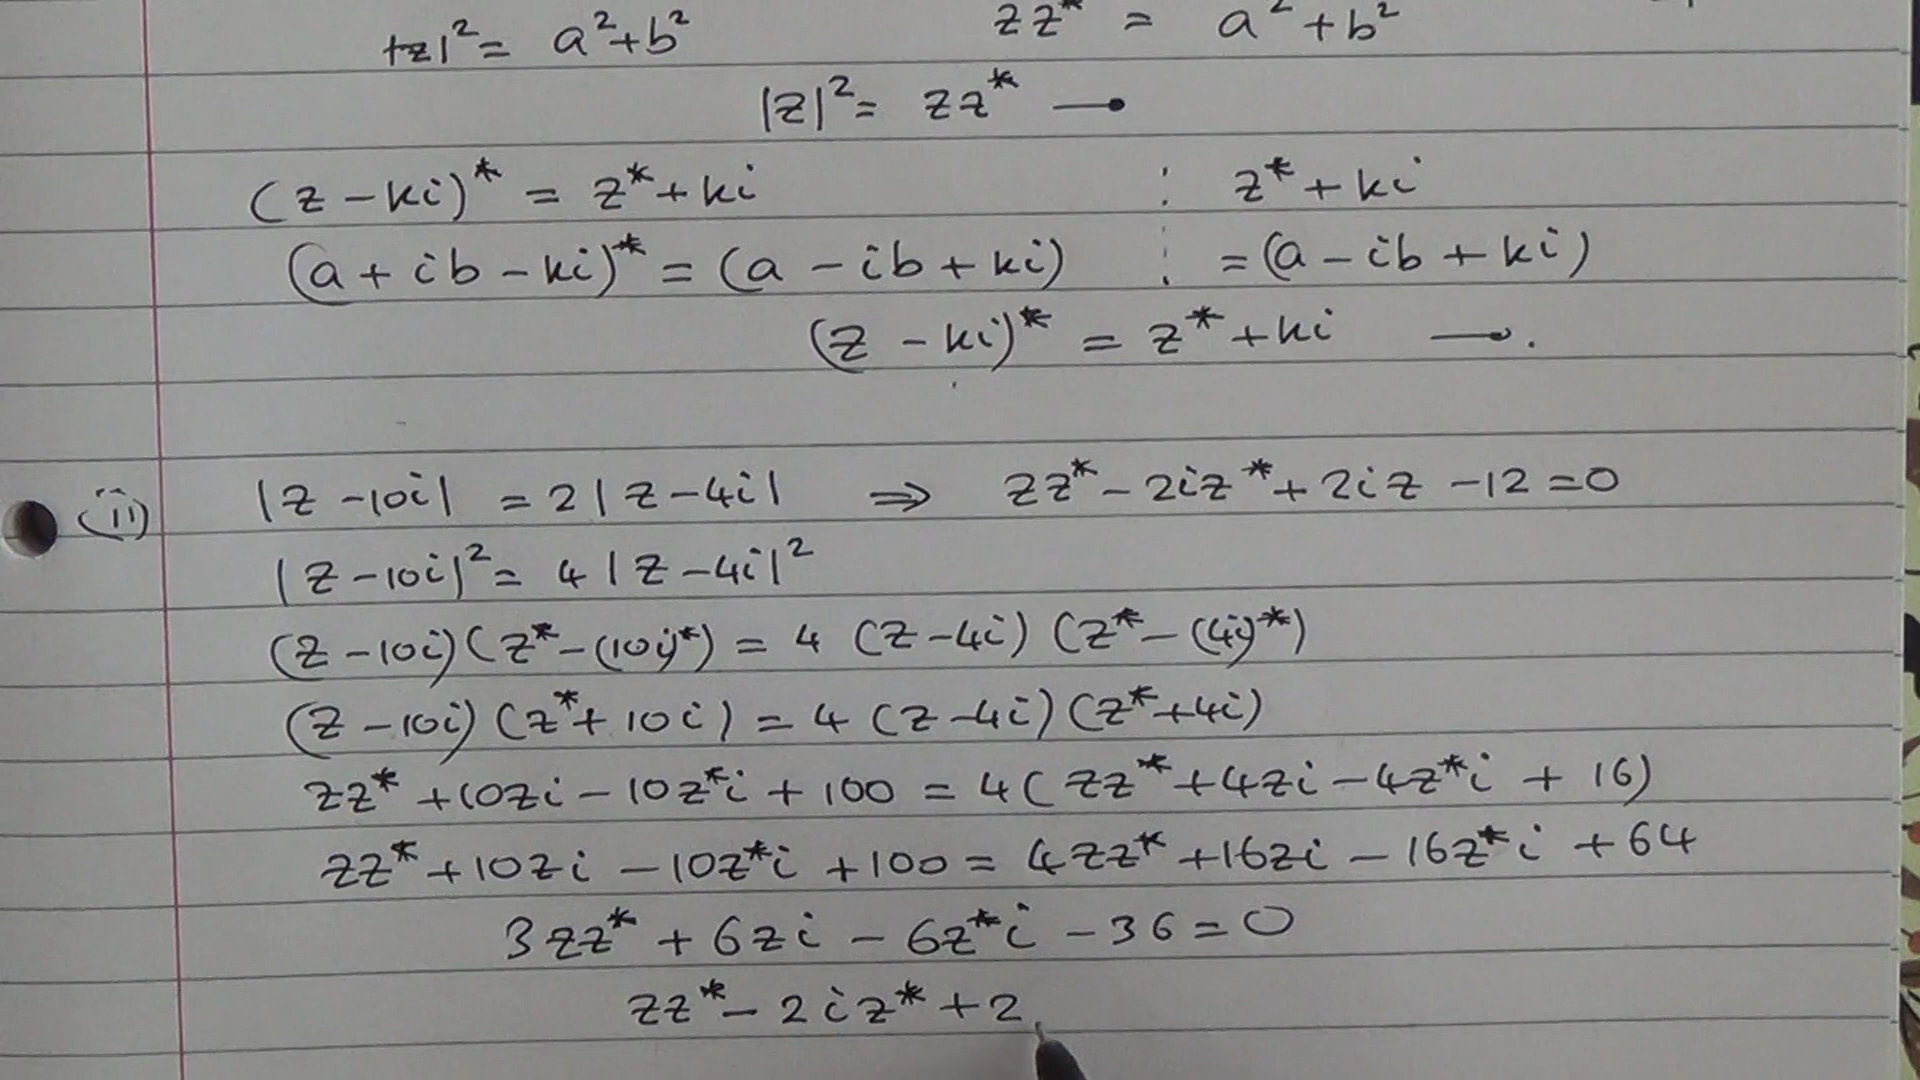 |z|² = a²+b² zz* = a²+b²
|z|² = zz*
(z - ki)* = z* + ki : z* + ki
(a + ib - ki)* = (a - ib + ki) : = (a - ib + ki)
(z - ki)* = z* + ki .
(ii) |z - 10i| = 2|z - 4i| ⇒ zz* - 2iz* + 2iz - 12 = 0
|z - 10i|² = 4|z - 4i|²
(z - 10i)(z* - (10i)*) = 4 (z - 4i) (z* - (4i)*)
(z - 10i) (z* + 10i) = 4 (z - 4i) (z* + 4i)
zz* + 10zi - 10z*i + 100 = 4( zz* + 4zi - 4z*i + 16)
zz* + 10zi - 10z*i + 100 = 4zz* + 16zi - 16z*i + 64
3zz* + 6zi - 6z*i - 36 = 0
zz* - 2iz* + 2